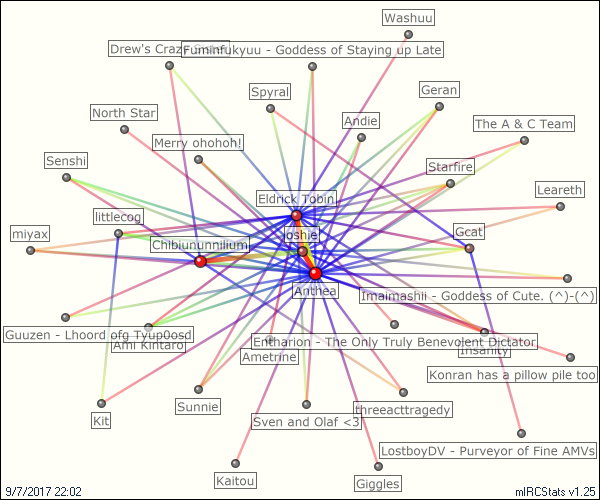 Washuu
Drew's Crazy
Fuminfukyuu - Goddess of Staying up Late
Spyral
Geran
North Star
Andie
The A & C Team
Merry ohohoh!
Senshi
Starfire
Leareth
Eldrick Tobin
littlecog
miyax
Gcat
Chibiunungilium
Joshie
Anthea
Imaimashii - Goddess of Cute. (^)-(^)
Guuzen - Lhoord ofg Tyup0osd
Ami Kintaro
Entharion - The Only Truly Benevolent Dictator
Ametrine
Insanity
Konran has a pillow pile too
Kit
Sunnie
Sven and Olaf <3
threeacttragedy
LostboyDV - Purveyor of Fine AMVs
Kaitou
Giggles
9/7/2017 22:02
mIRCStats v1.25